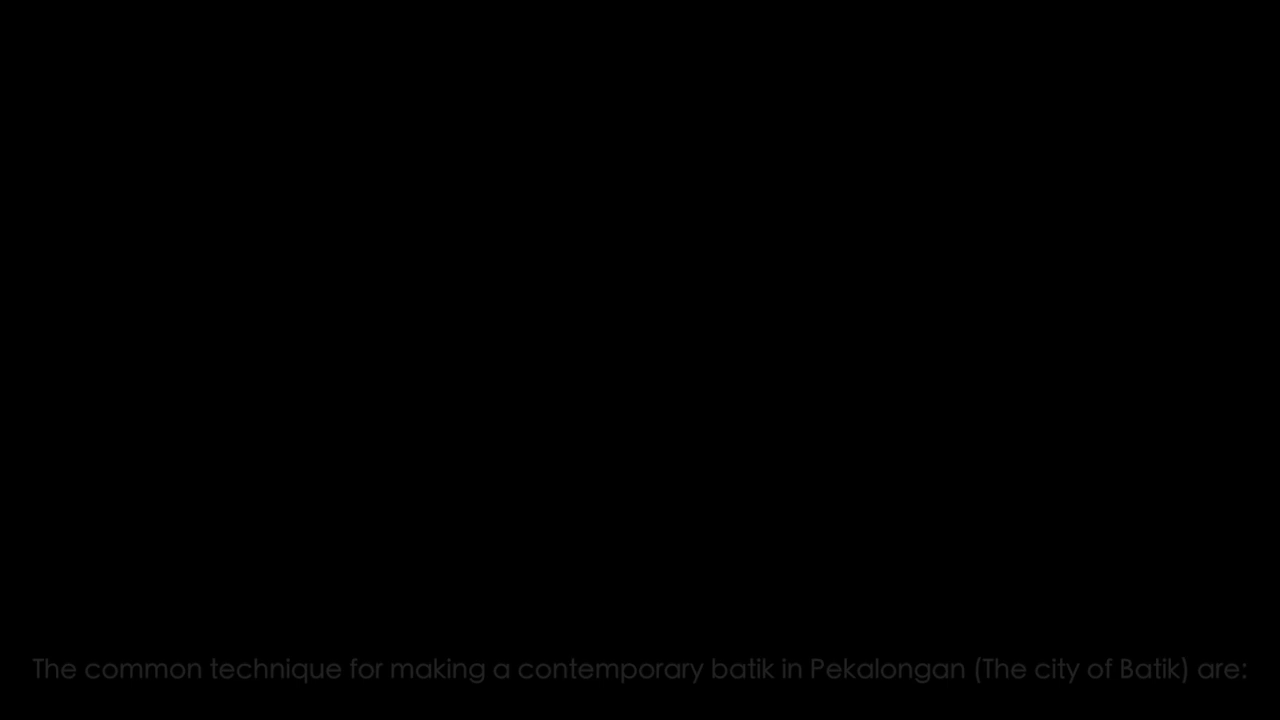 The common technique for making a contemporary batik in Pekalongan (The city of Batik) are: